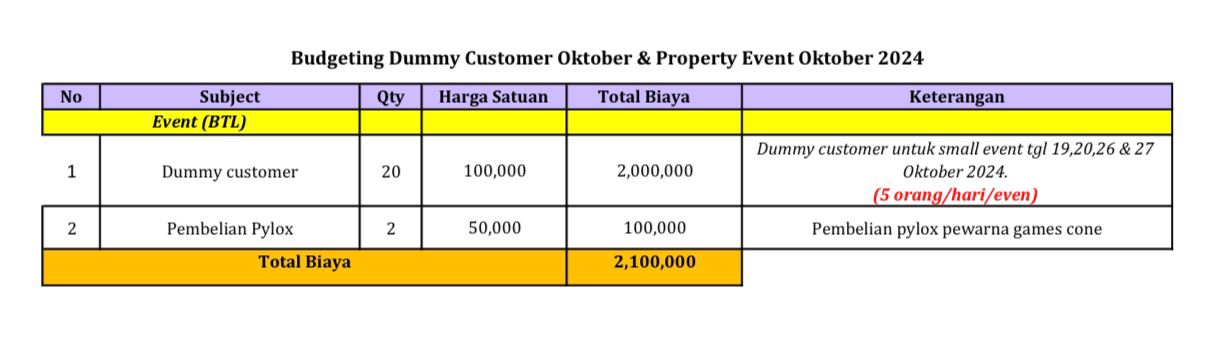 Budgeting Dummy Customer Oktober & Property Event Oktober 2024
No Subject Qty Harga Satuan Total Biaya Keterangan
Event (BTL)
1 Dummy customer 20 100,000 2,000,000 Dummy customer untuk small event tgl 19,20,26 & 27
Oktober 2024.
(5 orang/hari/even)
2 Pembelian Pylox 2 50,000 100,000 Pembelian pylox pewarna games cone
Total Biaya 2,100,000